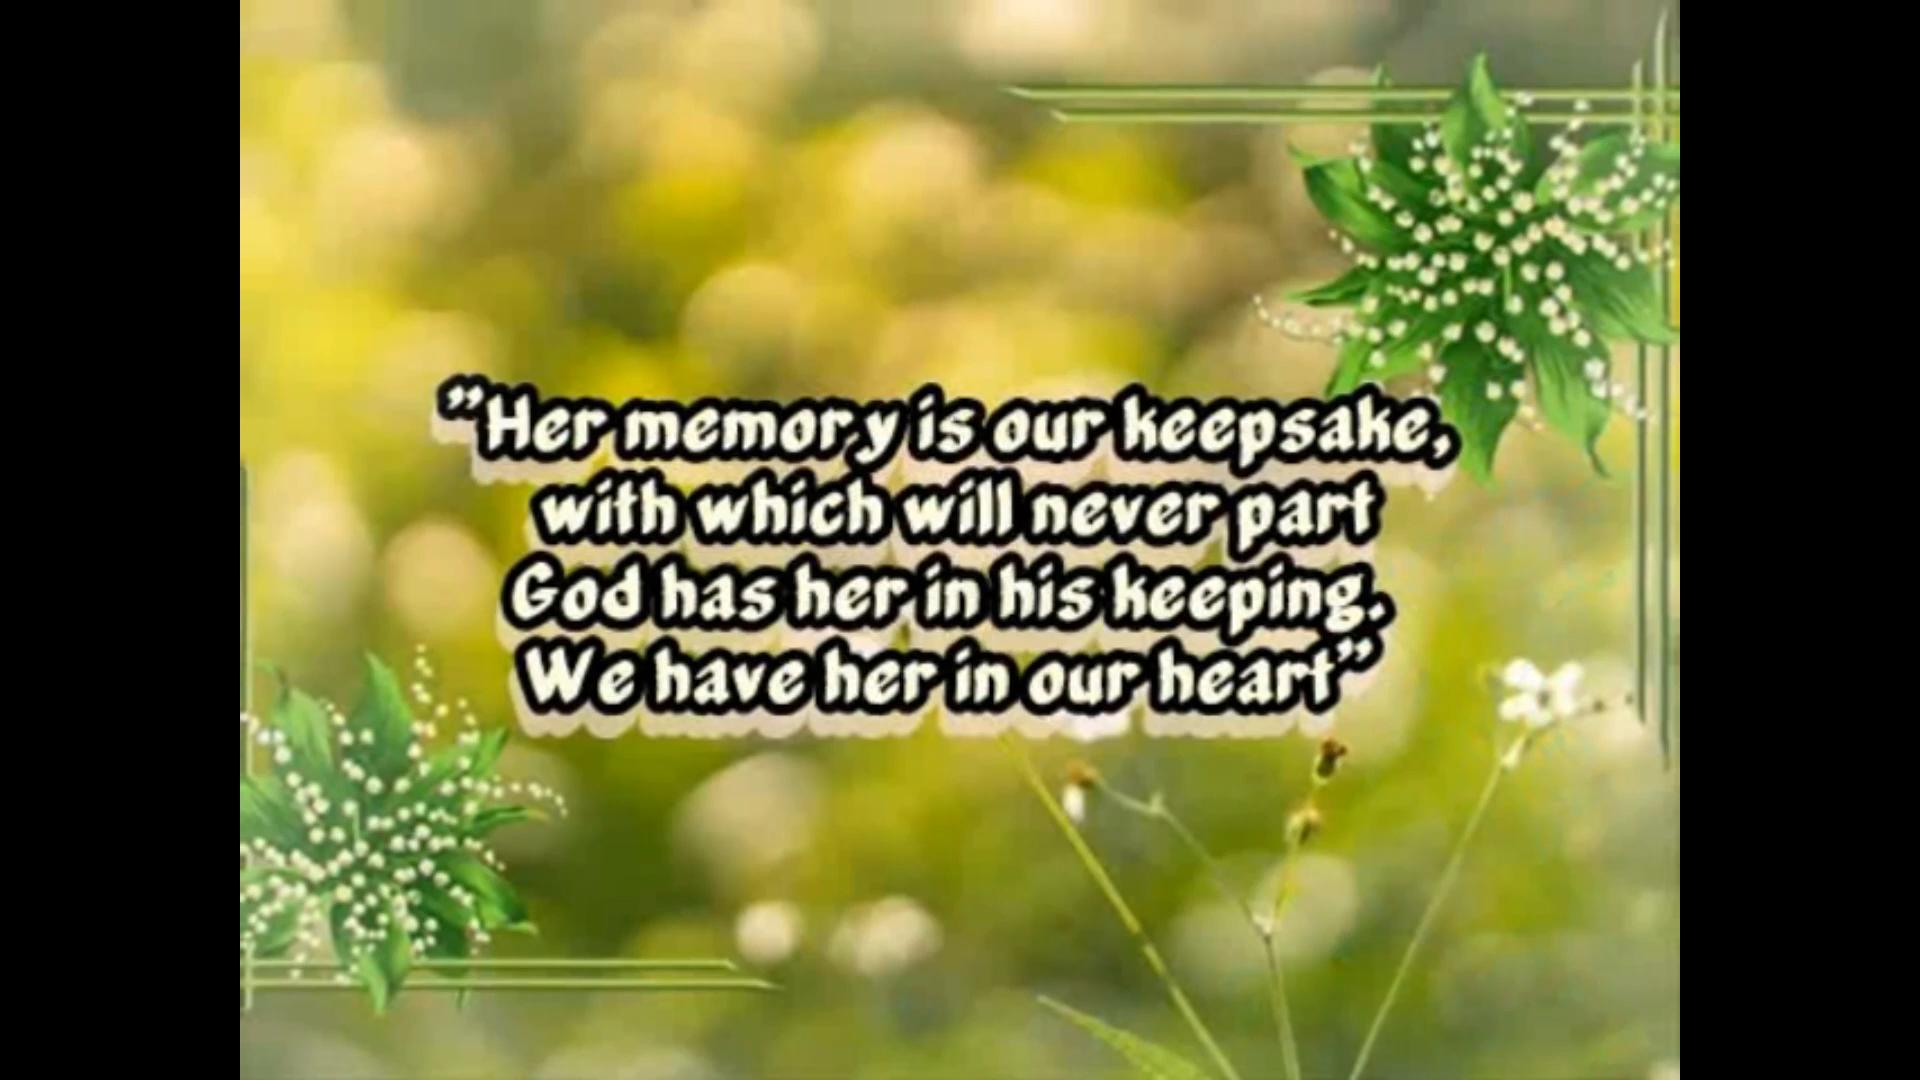 "Her memory is our keepsake,
with which will never part
God has her in his keeping.
We have her in our heart"